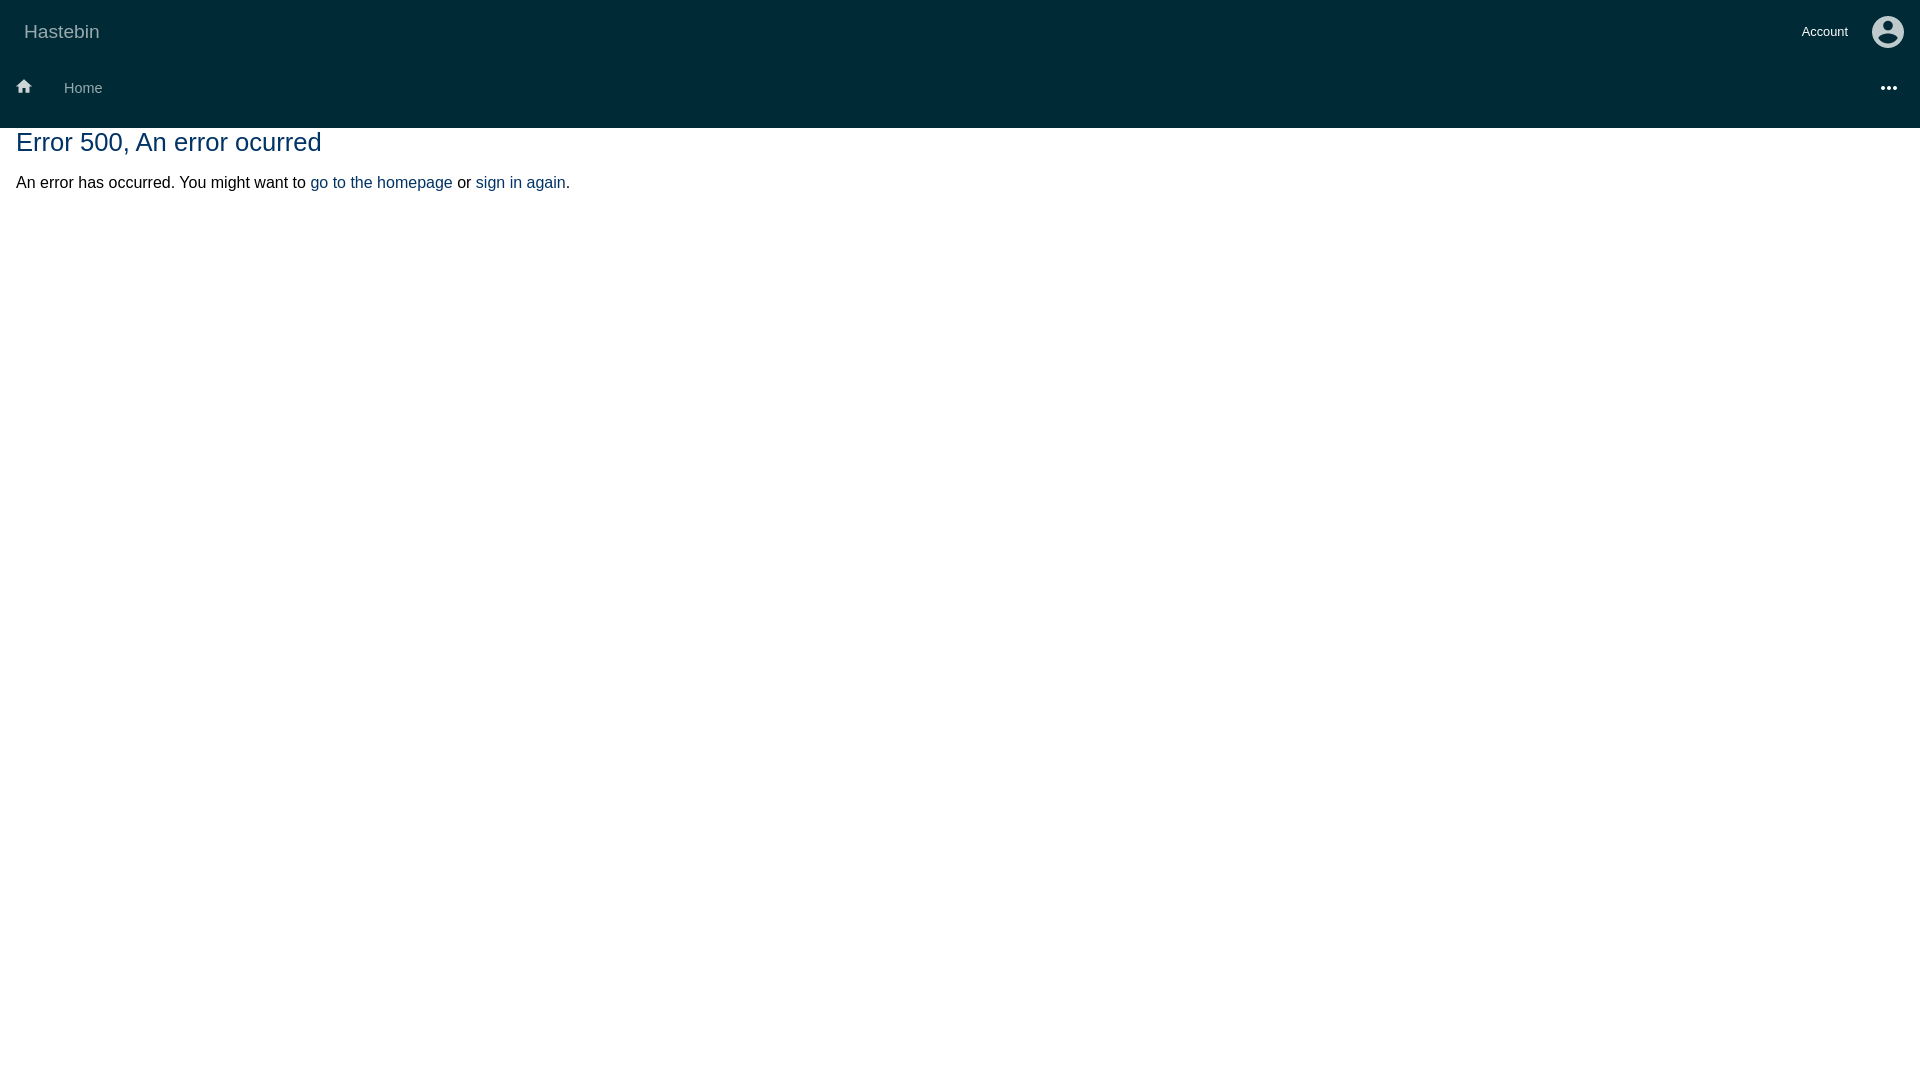 Hastebin
Account
Home
Error 500, An error ocurred
An error has occurred. You might want to go to the homepage or sign in again.